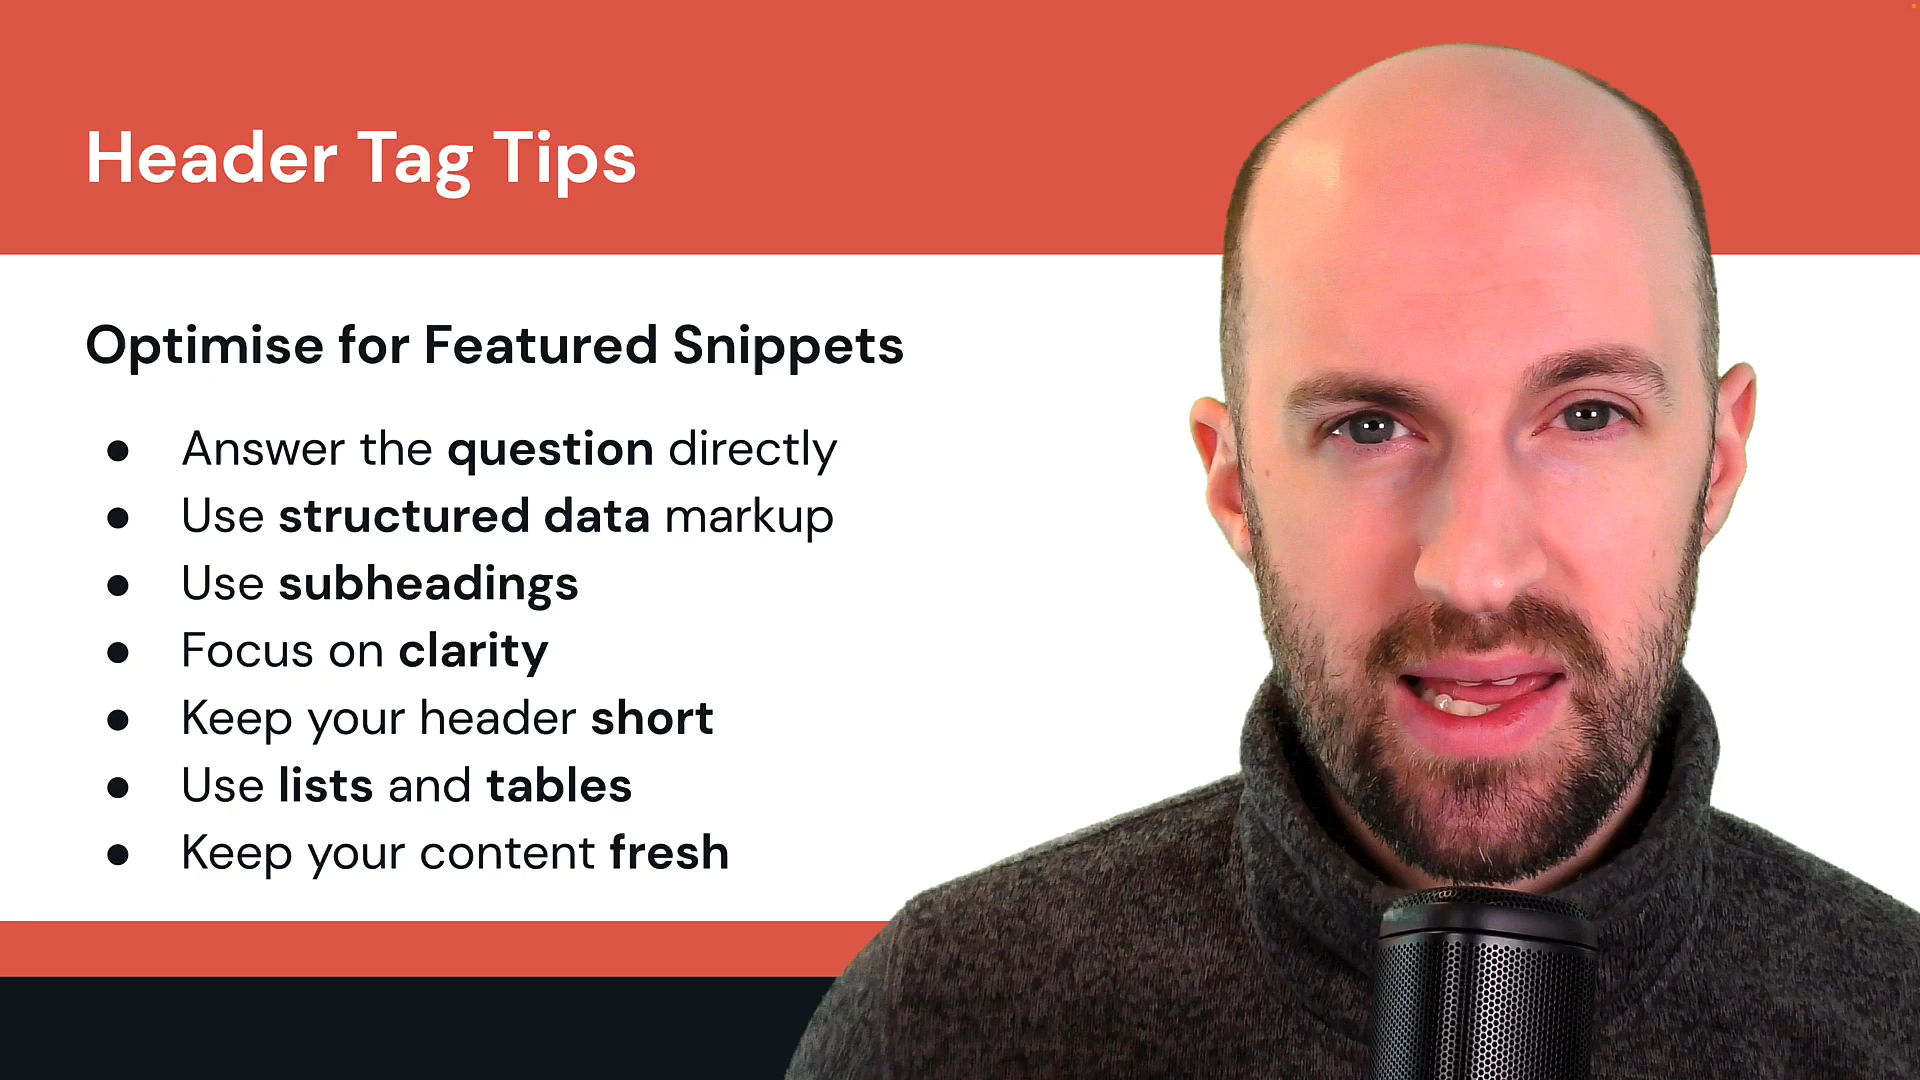 Header Tag Tips
Optimise for Featured Snippets
● Answer the question directly
● Use structured data markup
● Use subheadings
● Focus on clarity
● Keep your header short
● Use lists and tables
● Keep your content fresh